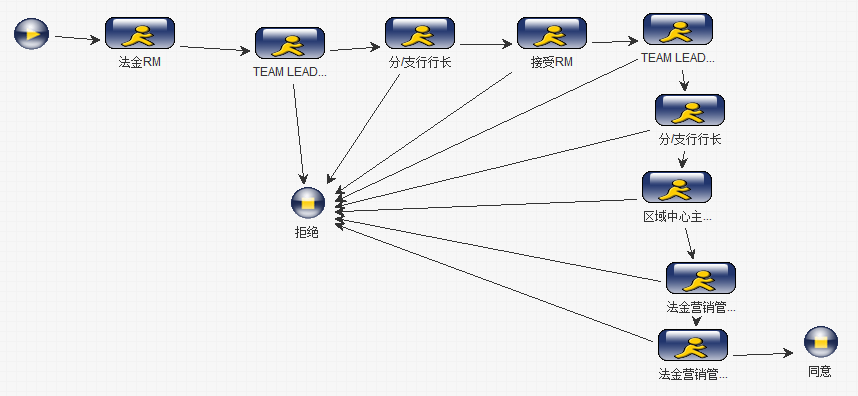 法金RM
TEAM LEAD...
分/支行行长
接受RM
TEAM LEAD...
分/支行行长
区域中心主...
拒绝
法金营销管...
法金营销管...
同意